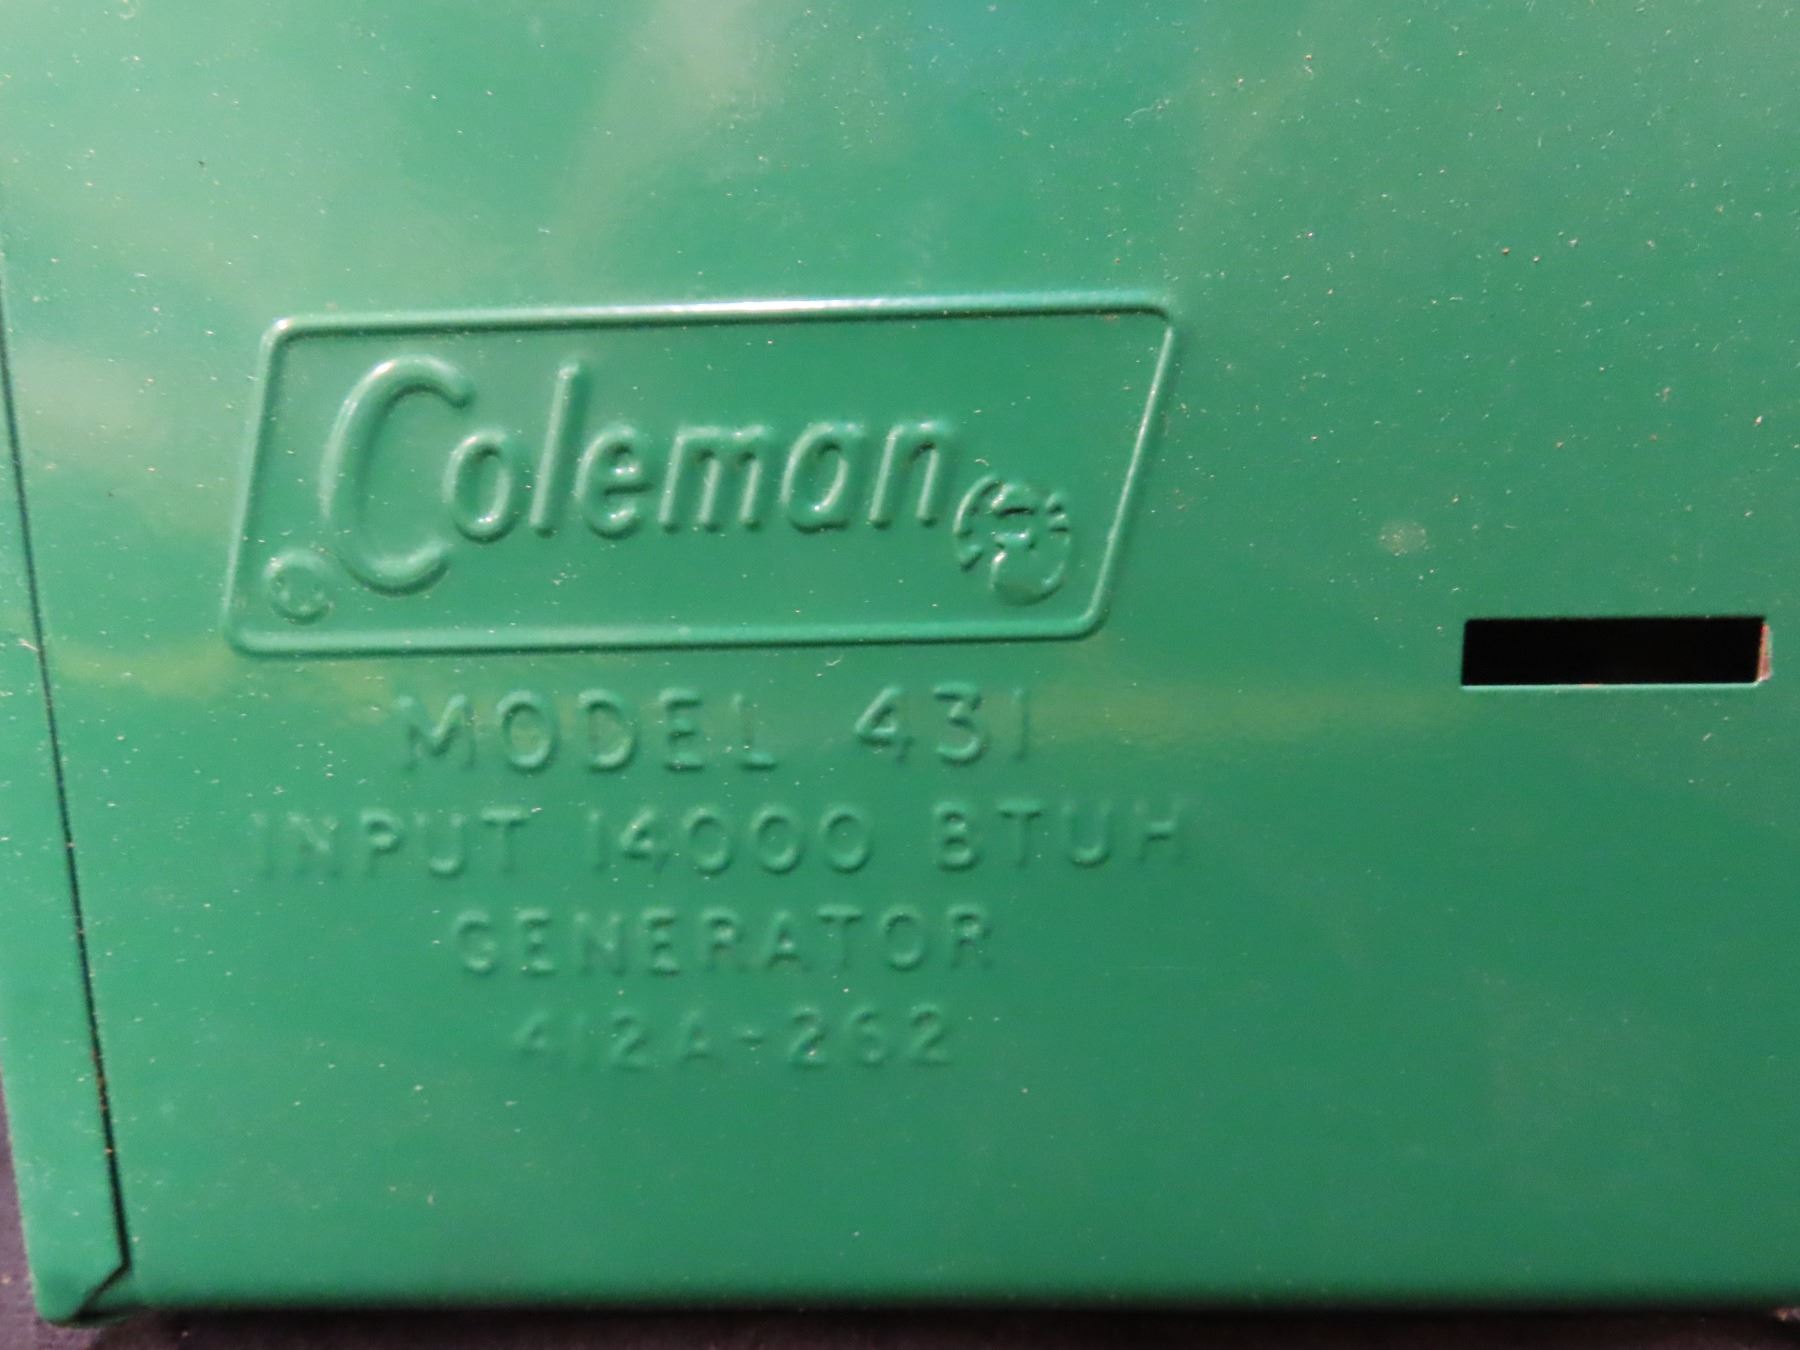 Coleman
MODEL 431
INPUT 14000 BTUH
GENERATOR
412A-262